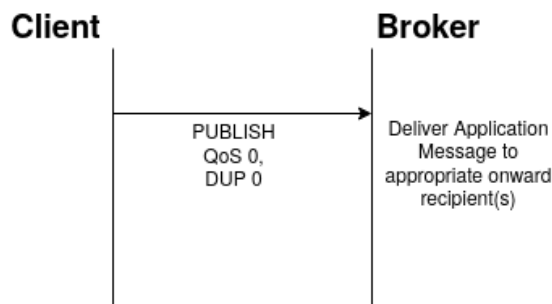 Client
Broker
PUBLISH
QoS 0,
DUP 0
Deliver Application
Message to
appropriate onward
recipient(s)